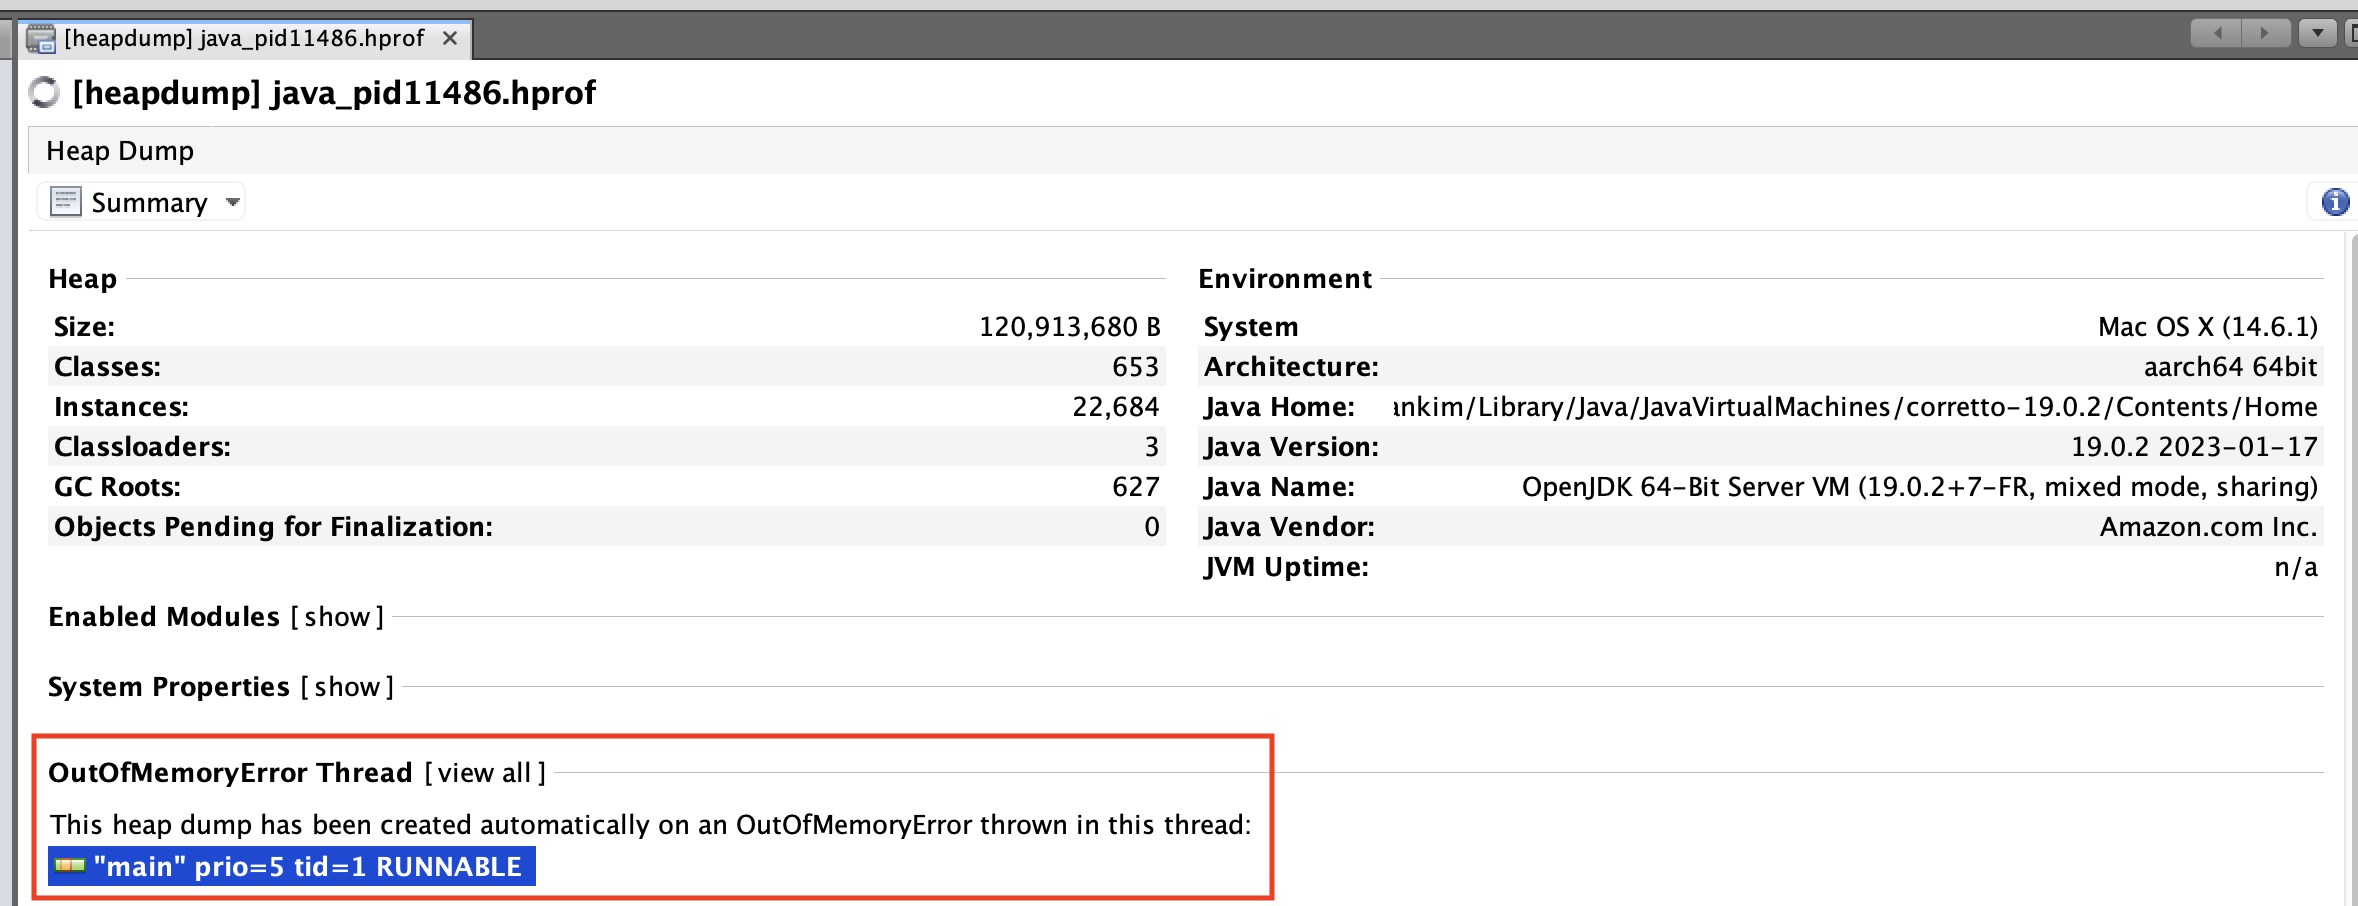 [heapdump] java_pid11486.hprof
[heapdump] java_pid11486.hprof
Heap Dump
Summary
Heap
Size: 120,913,680 B
Classes: 653
Instances: 22,684
Classloaders: 3
GC Roots: 627
Objects Pending for Finalization: 0
Environment
System Mac OS X (14.6.1)
Architecture: aarch64 64bit
Java Home: ankim/Library/Java/JavaVirtualMachines/corretto-19.0.2/Contents/Home
Java Version: 19.0.2 2023-01-17
Java Name: OpenJDK 64-Bit Server VM (19.0.2+7-FR, mixed mode, sharing)
Java Vendor: Amazon.com Inc.
JVM Uptime: n/a
Enabled Modules [show]
System Properties [show]
OutOfMemoryError Thread [view all]
This heap dump has been created automatically on an OutOfMemoryError thrown in this thread:
"main" prio=5 tid=1 RUNNABLE